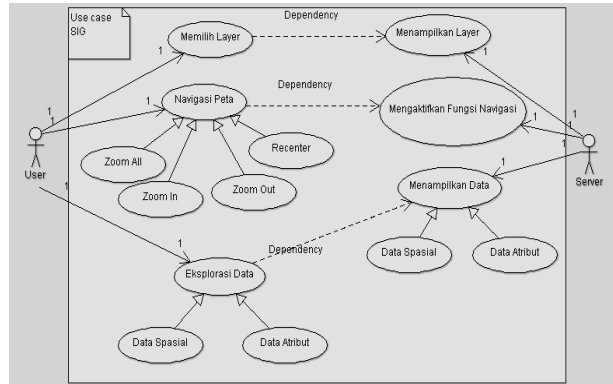 Use case
SIG
Dependency
Memilih Layer
Menampilkan Layer
1
1
1
1
Dependency
Navigasi Peta
Mengaktifkan Fungsi Navigasi
1
1
1
1
Zoom All
Recenter
Zoom In
Zoom Out
User
Server
1
1
1
Menampilkan Data
Dependency
Data Spasial
Data Atribut
1
Eksplorasi Data
Data Spasial
Data Atribut